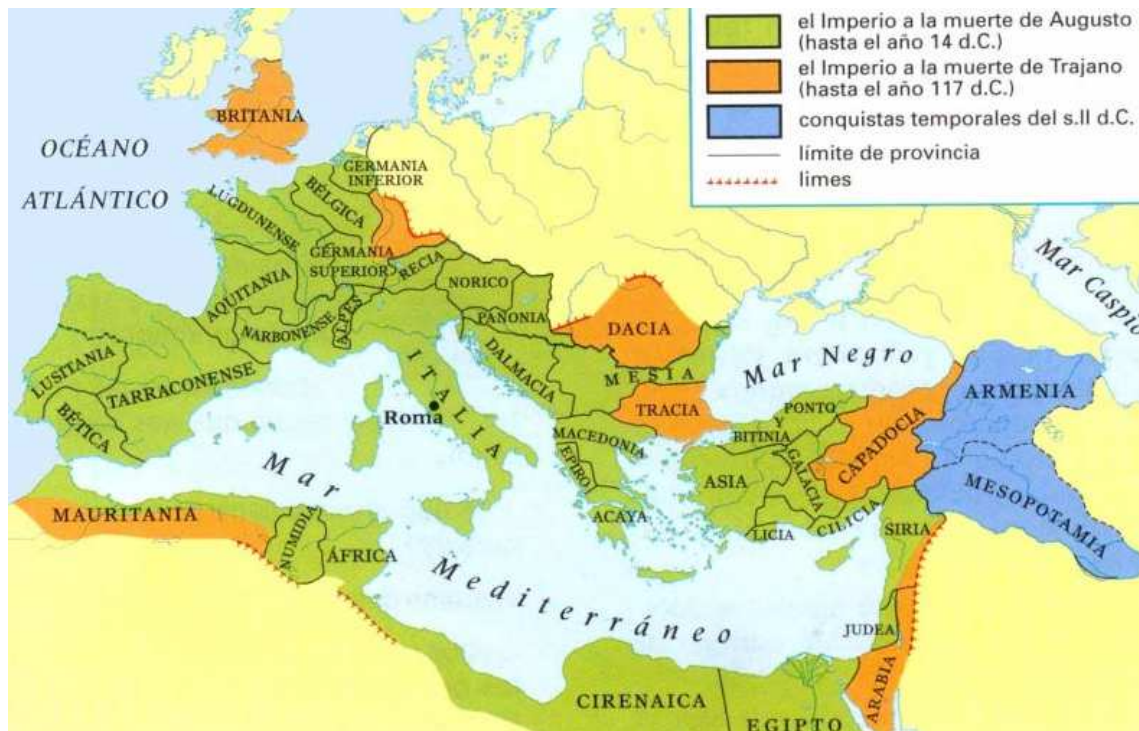 el Imperio a la muerte de Augusto
(hasta el año 14 d.C.)
el Imperio a la muerte de Trajano
(hasta el año 117 d.C.)
conquistas temporales del s.II d.C.
límite de provincia
limes
BRITANIA
OCÉANO
ATLÁNTICO
GERMANIA
INFERIOR
BÉLGICA
LUGDUNENSE
GERMANIA
SUPERIOR
RECIA
NORICO
AQUITANIA
NARBONENSE
ALPES
PANONIA
DALMACIA
DACIA
MESIA
TRACIA
Mar Negro
Mar Caspio
LUSITANIA
TARRACONENSE
BÉTICA
ITÁLIA
Roma
MACEDONIA
EPIRO
ACAYA
PONTO
Y
BITINIA
GALACIA
CAPADOCIA
ARMENIA
MESOPOTAMIA
ASIA
LICIA
CILICIA
SIRIA
Mar
Mediterráneo
MAURITANIA
NUMIDIA
ÁFRICA
JUDEA
ARABIA
CIRENAICA
EGIPTO